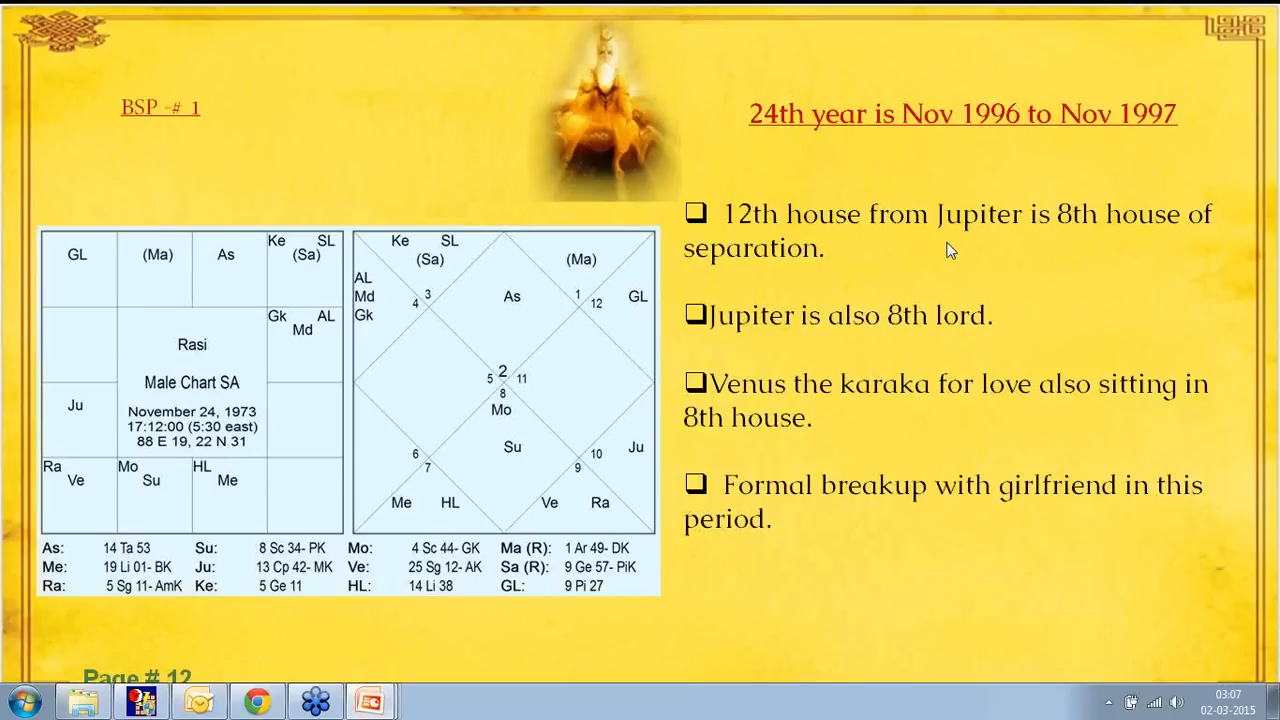 BSP -# 1
24th year is Nov 1996 to Nov 1997
❑ 12th house from Jupiter is 8th house of
separation.
❑Jupiter is also 8th lord.
❑Venus the karaka for love also sitting in
8th house.
❑ Formal breakup with girlfriend in this
period.
GL (Ma) As Ke SL
(Sa)
Gk AL
Md
Rasi
Male Chart SA
November 24, 1973
17:12:00 (5:30 east)
88 E 19, 22 N 31
Ju
Ra Mo HL
Ve Su Me
Ke SL
(Sa) (Ma)
AL
Md
Gk
4 3 As 1 12 GL
5 2 11
8
Mo
6 7 Su 10 9 Ju
Me HL Ve Ra
As: 14 Ta 53 Su: 8 Sc 34- PK Mo: 4 Sc 44- GK Ma (R): 1 Ar 49- DK
Me: 19 Li 01- BK Ju: 13 Cp 42- MK Ve: 25 Sg 12- AK Sa (R): 9 Ge 57- PiK
Ra: 5 Sg 11- AmK Ke: 5 Ge 11 HL: 14 Li 38 GL: 9 Pi 27
Page # 12
03:07
02-03-2015